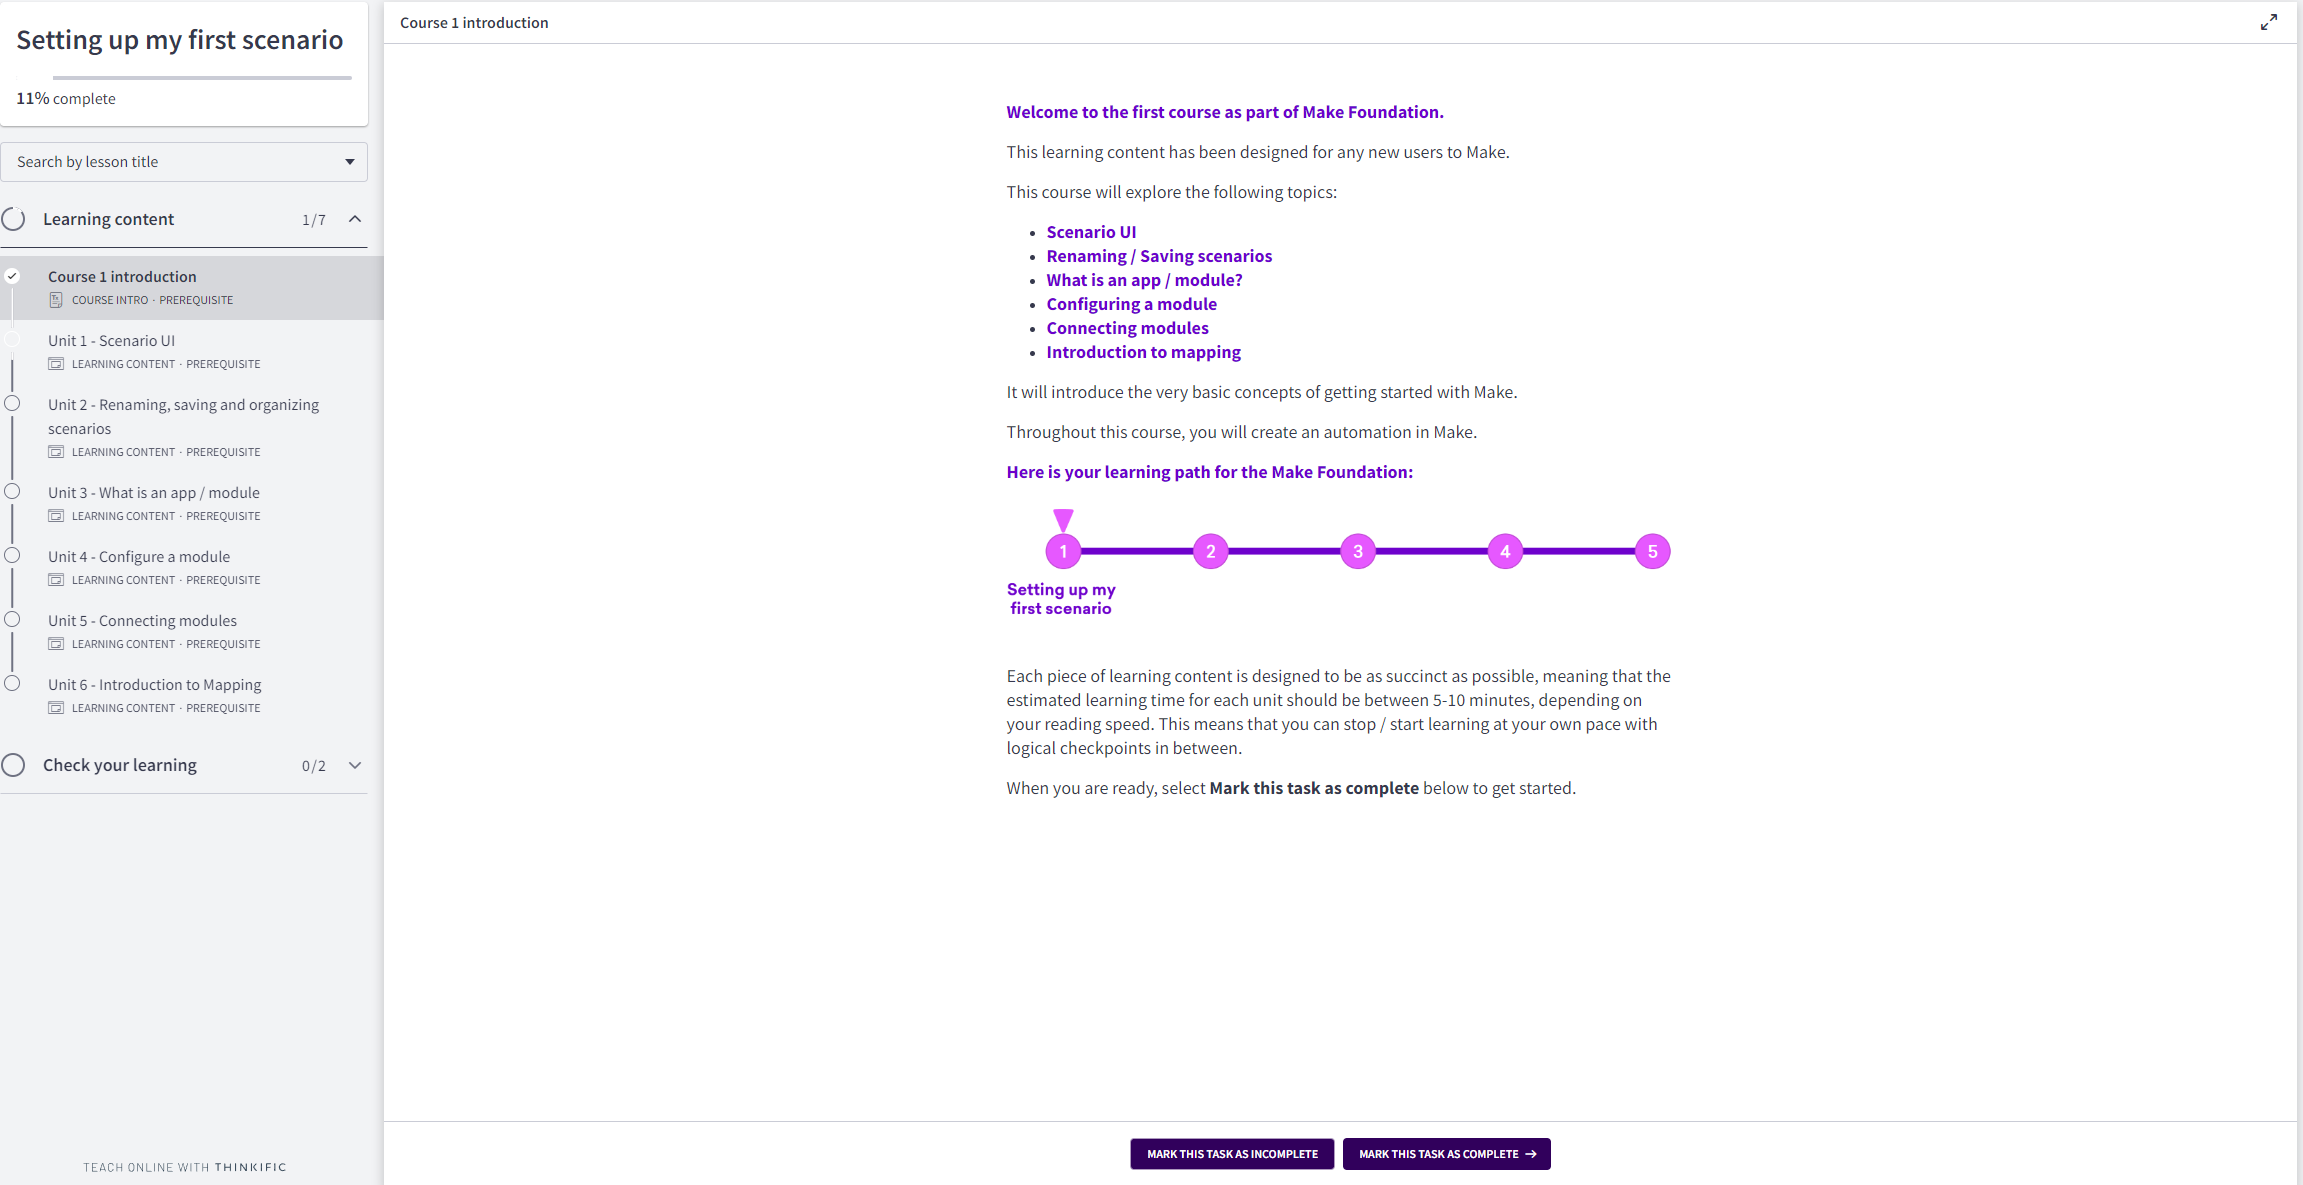 Setting up my first scenario
11% complete
Search by lesson title
Learning content 1/7
Course 1 introduction
COURSE INTRO · PREREQUISITE
Unit 1 - Scenario UI
LEARNING CONTENT · PREREQUISITE
Unit 2 - Renaming, saving and organizing
scenarios
LEARNING CONTENT · PREREQUISITE
Unit 3 - What is an app / module
LEARNING CONTENT · PREREQUISITE
Unit 4 - Configure a module
LEARNING CONTENT · PREREQUISITE
Unit 5 - Connecting modules
LEARNING CONTENT · PREREQUISITE
Unit 6 - Introduction to Mapping
LEARNING CONTENT · PREREQUISITE
Check your learning 0/2
TEACH ONLINE WITH THINKIFIC
Course 1 introduction
Welcome to the first course as part of Make Foundation.
This learning content has been designed for any new users to Make.
This course will explore the following topics:
• Scenario UI
• Renaming / Saving scenarios
• What is an app / module?
• Configuring a module
• Connecting modules
• Introduction to mapping
It will introduce the very basic concepts of getting started with Make.
Throughout this course, you will create an automation in Make.
Here is your learning path for the Make Foundation:
1 2 3 4 5
Setting up my
first scenario
Each piece of learning content is designed to be as succinct as possible, meaning that the
estimated learning time for each unit should be between 5-10 minutes, depending on
your reading speed. This means that you can stop / start learning at your own pace with
logical checkpoints in between.
When you are ready, select Mark this task as complete below to get started.
MARK THIS TASK AS INCOMPLETE
MARK THIS TASK AS COMPLETE →